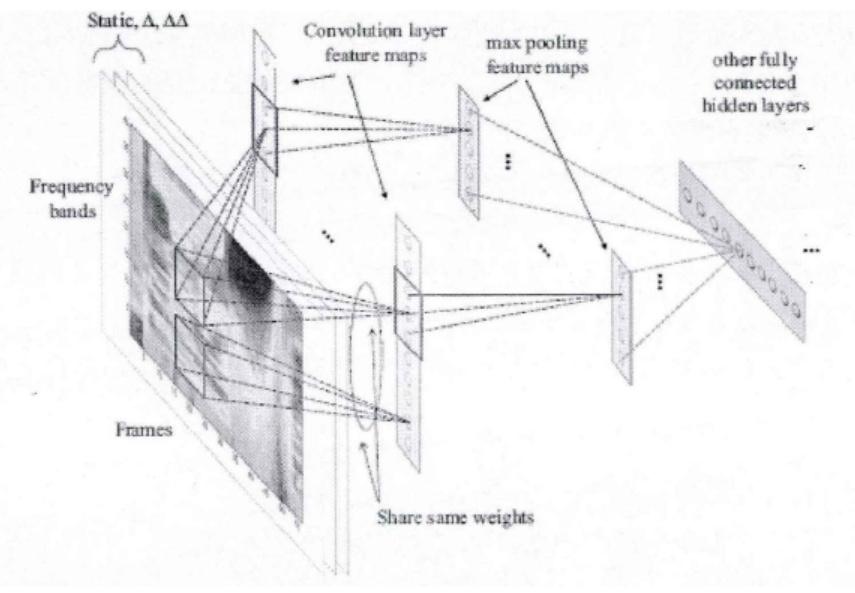 Static, Δ, ΔΔ
Convolution layer
feature maps
max pooling
feature maps
other fully
connected
hidden layers
Frequency
bands
Frames
Share same weights